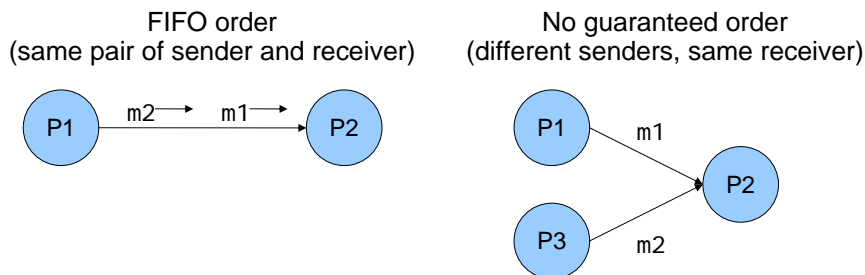 FIFO order
(same pair of sender and receiver)
P1
m2
m1
P2
No guaranteed order
(different senders, same receiver)
P1
m1
P2
P3
m2